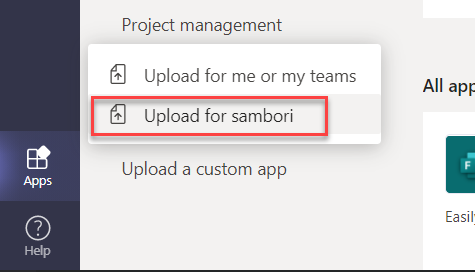 Project management
Upload for me or my teams
Upload for sambori
All app
Upload a custom app
Apps
F
Easily
Help